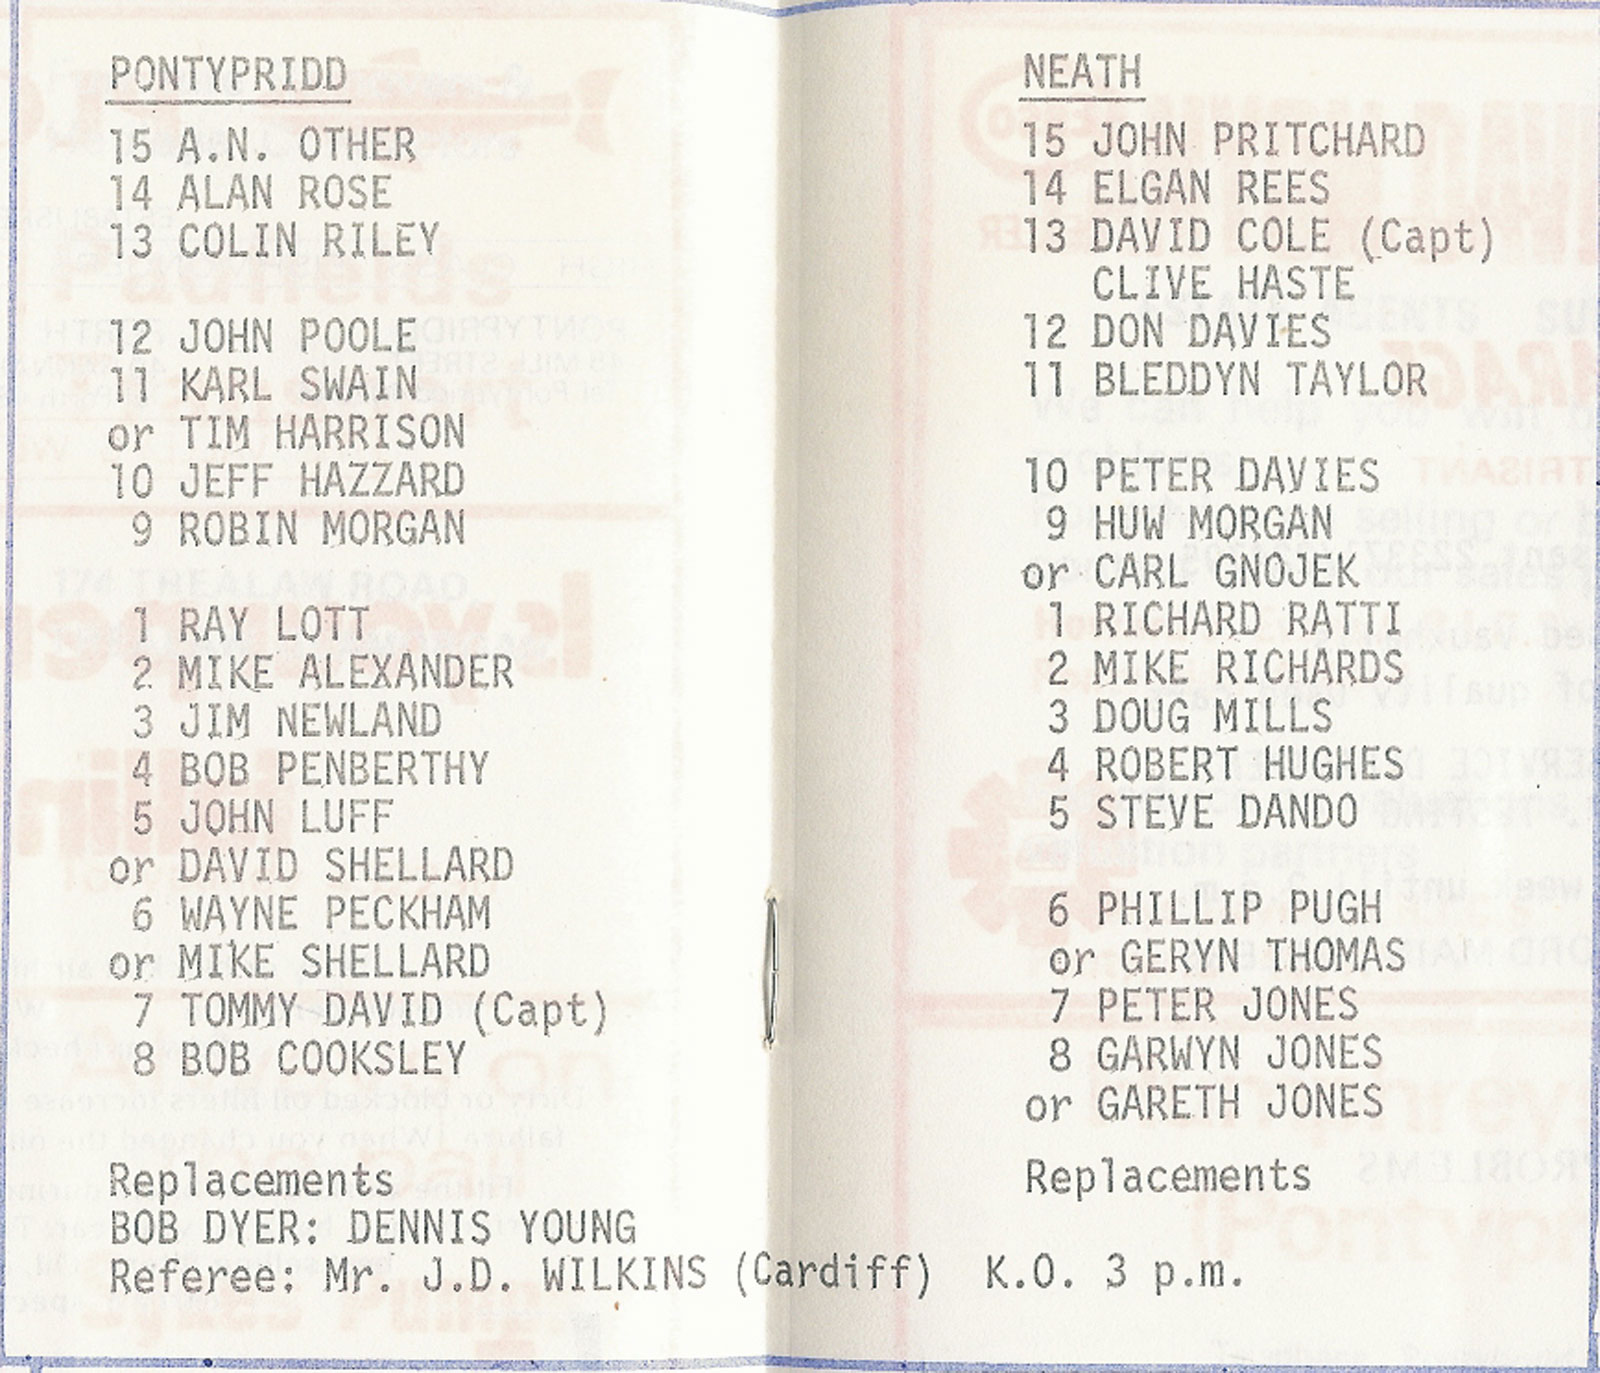 PONTYPRIDD
15 A.N. OTHER
14 ALAN ROSE
13 COLIN RILEY
12 JOHN POOLE
11 KARL SWAIN
or TIM HARRISON
10 JEFF HAZZARD
9 ROBIN MORGAN
1 RAY LOTT
2 MIKE ALEXANDER
3 JIM NEWLAND
4 BOB PENBERTHY
5 JOHN LUFF
or DAVID SHELLARD
6 WAYNE PECKHAM
or MIKE SHELLARD
7 TOMMY DAVID (Capt)
8 BOB COOKSLEY
Replacements
BOB DYER: DENNIS YOUNG
NEATH
15 JOHN PRITCHARD
14 ELGAN REES
13 DAVID COLE (Capt)
CLIVE HASTE
12 DON DAVIES
11 BLEDDYN TAYLOR
10 PETER DAVIES
9 HUW MORGAN
or CARL GNOJEK
1 RICHARD RATTI
2 MIKE RICHARDS
3 DOUG MILLS
4 ROBERT HUGHES
5 STEVE DANDO
6 PHILLIP PUGH
or GERYN THOMAS
7 PETER JONES
8 GARWYN JONES
or GARETH JONES
Replacements
Referee: Mr. J.D. WILKINS (Cardiff) K.O. 3 p.m.